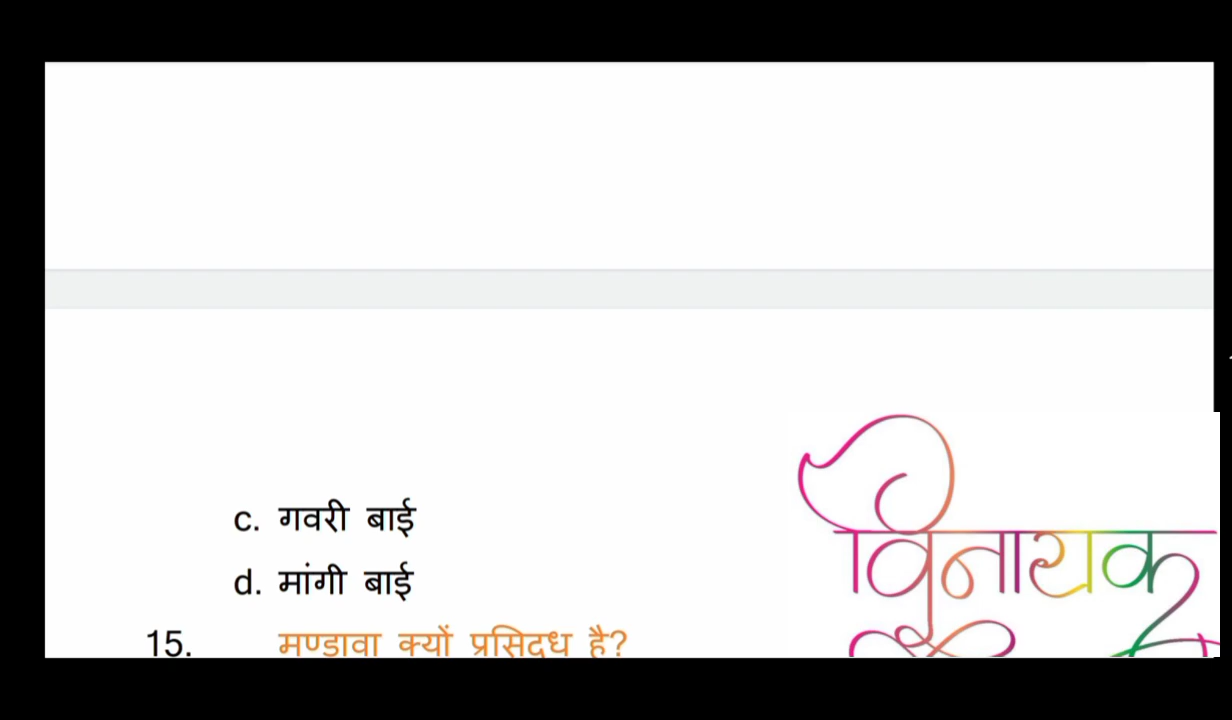 c. गवरी बाई
d. मांगी बाई
विनायक
15. मण्डावा क्यों प्रसिद्ध है?